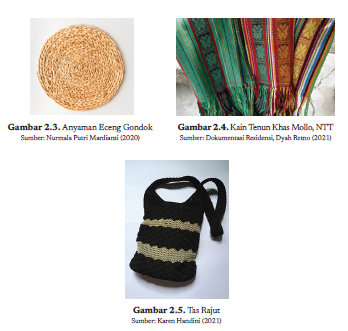 Gambar 2.3. Anyaman Eceng Gondok
Sumber: Nurmala Putri Mardianti (2020)
Gambar 2.4. Kain Tenun Khas Mollo, NTT
Sumber: Dokumentasi Residensi, Dyah Retno (2021)
Gambar 2.5. Tas Rajut
Sumber: Karen Handini (2021)